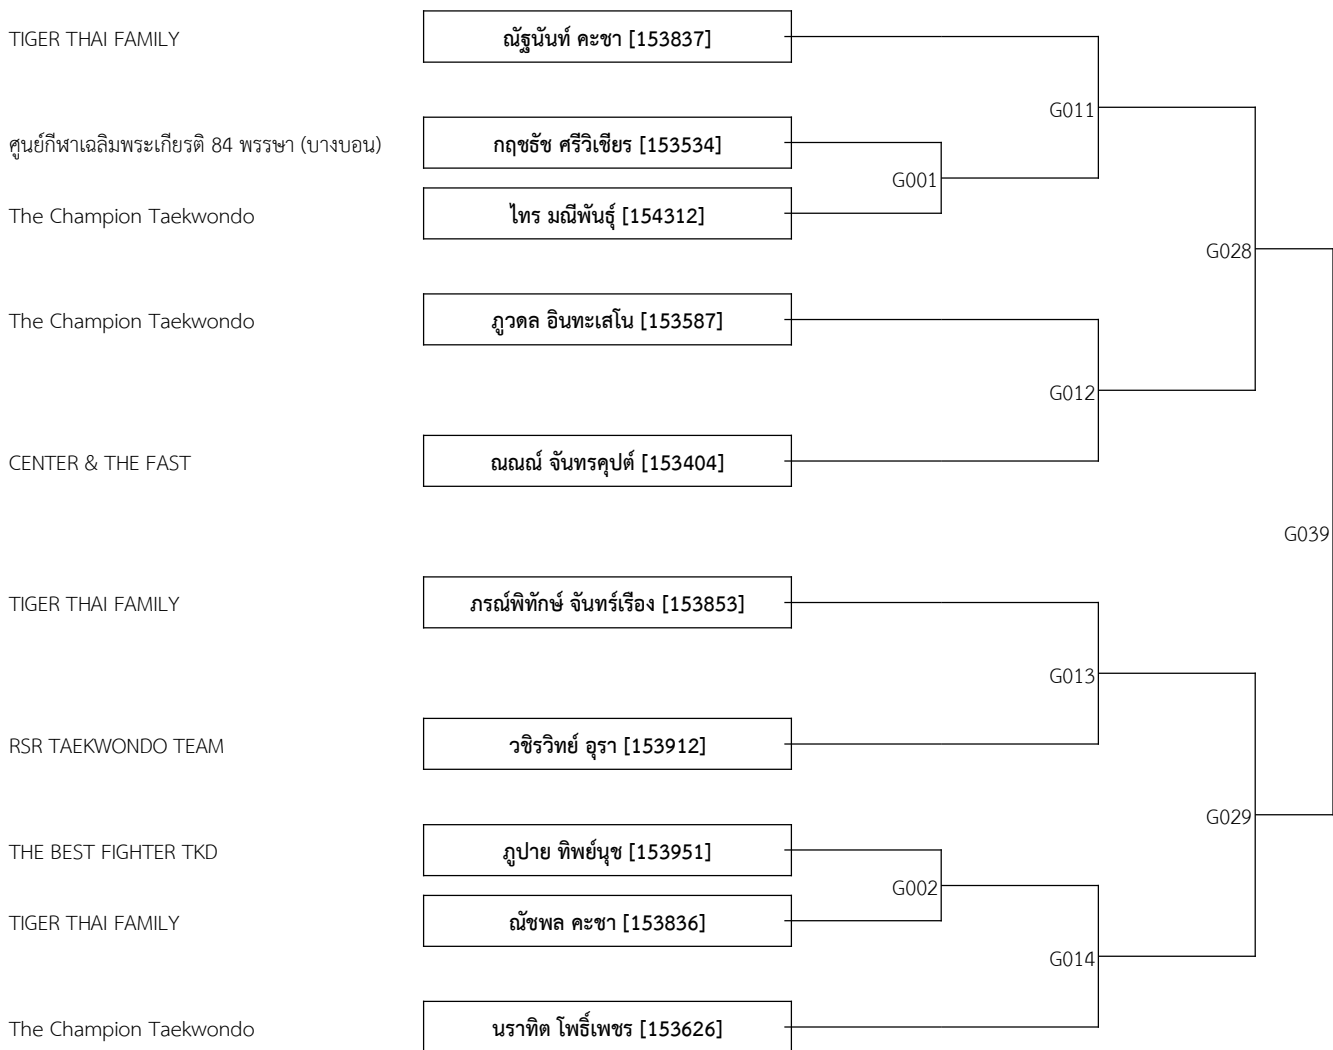 TIGER THAI FAMILY
ณัฐนันท์ คะชา [153837]
G011
ศูนย์กีฬาเฉลิมพระเกียรติ 84 พรรษา (บางบอน)
กฤชธัช ศรีวิเชียร [153534]
G001
The Champion Taekwondo
ไทร มณีพันธุ์ [154312]
G028
The Champion Taekwondo
ภูวดล อินทะเสโน [153587]
G012
CENTER & THE FAST
ณณณ์ จันทรคุปต์ [153404]
G039
TIGER THAI FAMILY
ภรณ์พิทักษ์ จันทร์เรือง [153853]
G013
RSR TAEKWONDO TEAM
วชิรวิทย์ อุรา [153912]
G029
THE BEST FIGHTER TKD
ภูปาย ทิพย์นุช [153951]
G002
TIGER THAI FAMILY
ณัชพล คะชา [153836]
G014
The Champion Taekwondo
นราทิต โพธิ์เพชร [153626]